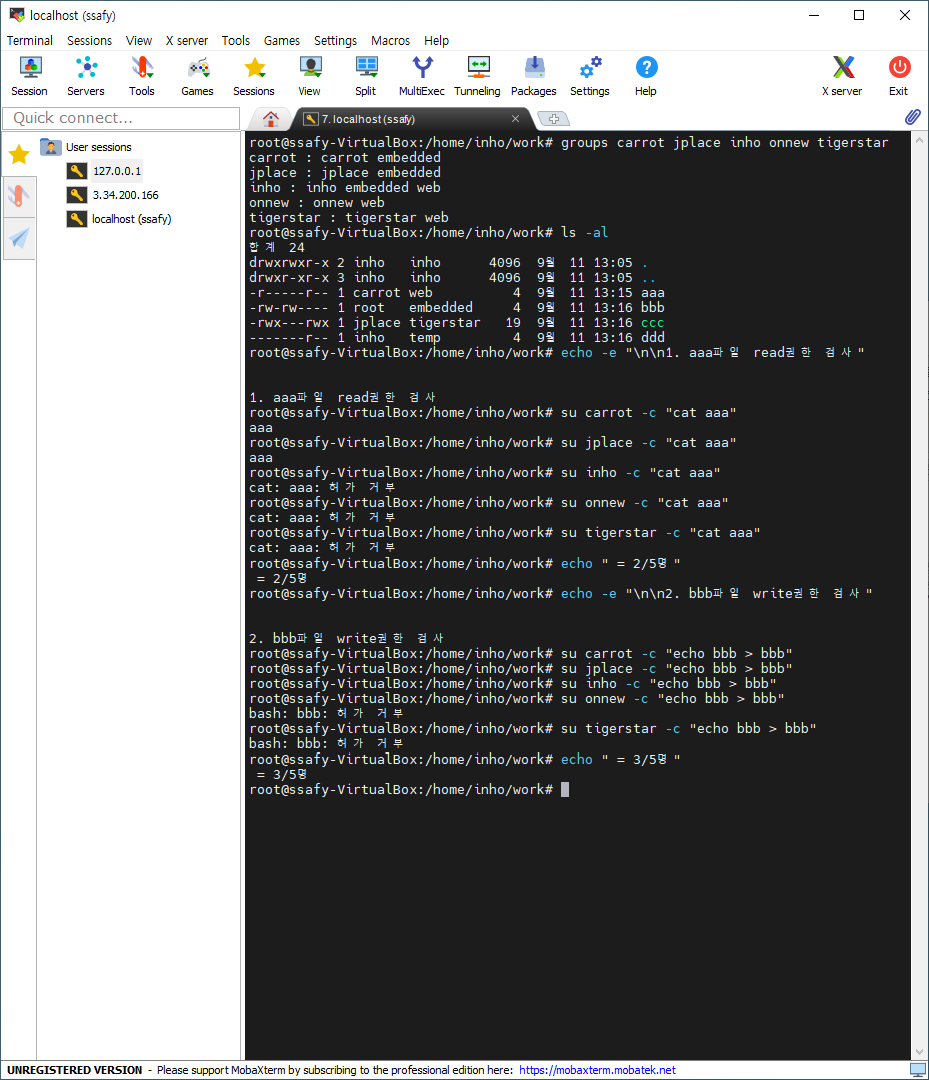 localhost (ssafy)
Terminal Sessions View X server Tools Games Settings Macros Help
Session Servers Tools Games Sessions View Split MultiExec Tunneling Packages Settings Help X server Exit
Quick connect...
7. localhost (ssafy)
User sessions
127.0.0.1
3.34.200.166
localhost (ssafy)
root@ssafy-VirtualBox:/home/inho/work# groups carrot jplace inho onnew tigerstar
carrot : carrot embedded
jplace : jplace embedded
inho : inho embedded web
onnew : onnew web
tigerstar : tigerstar web
root@ssafy-VirtualBox:/home/inho/work# ls -al
합계 24
drwxrwxr-x 2 inho   inho      4096  9월  11 13:05 .
drwxr-xr-x 3 inho   inho      4096  9월  11 13:05 ..
-r-----r-- 1 carrot web          4  9월  11 13:15 aaa
-rw-rw---- 1 root   embedded     4  9월  11 13:16 bbb
-rwx---rwx 1 jplace tigerstar   19  9월  11 13:16 ccc
-------r-- 1 inho   temp         4  9월  11 13:16 ddd
root@ssafy-VirtualBox:/home/inho/work# echo -e "\n\n1. aaa파일 read권한 검사"
1. aaa파일 read권한 검사
root@ssafy-VirtualBox:/home/inho/work# su carrot -c "cat aaa"
aaa
root@ssafy-VirtualBox:/home/inho/work# su jplace -c "cat aaa"
aaa
root@ssafy-VirtualBox:/home/inho/work# su inho -c "cat aaa"
cat: aaa: 허가 거부
root@ssafy-VirtualBox:/home/inho/work# su onnew -c "cat aaa"
cat: aaa: 허가 거부
root@ssafy-VirtualBox:/home/inho/work# su tigerstar -c "cat aaa"
cat: aaa: 허가 거부
root@ssafy-VirtualBox:/home/inho/work# echo " = 2/5명"
 = 2/5명
root@ssafy-VirtualBox:/home/inho/work# echo -e "\n\n2. bbb파일 write권한 검사"
2. bbb파일 write권한 검사
root@ssafy-VirtualBox:/home/inho/work# su carrot -c "echo bbb > bbb"
root@ssafy-VirtualBox:/home/inho/work# su jplace -c "echo bbb > bbb"
root@ssafy-VirtualBox:/home/inho/work# su inho -c "echo bbb > bbb"
root@ssafy-VirtualBox:/home/inho/work# su onnew -c "echo bbb > bbb"
bash: bbb: 허가 거부
root@ssafy-VirtualBox:/home/inho/work# su tigerstar -c "echo bbb > bbb"
bash: bbb: 허가 거부
root@ssafy-VirtualBox:/home/inho/work# echo " = 3/5명"
 = 3/5명
root@ssafy-VirtualBox:/home/inho/work#
UNREGISTERED VERSION - Please support MobaXterm by subscribing to the professional edition here: https://mobaxterm.mobatek.net